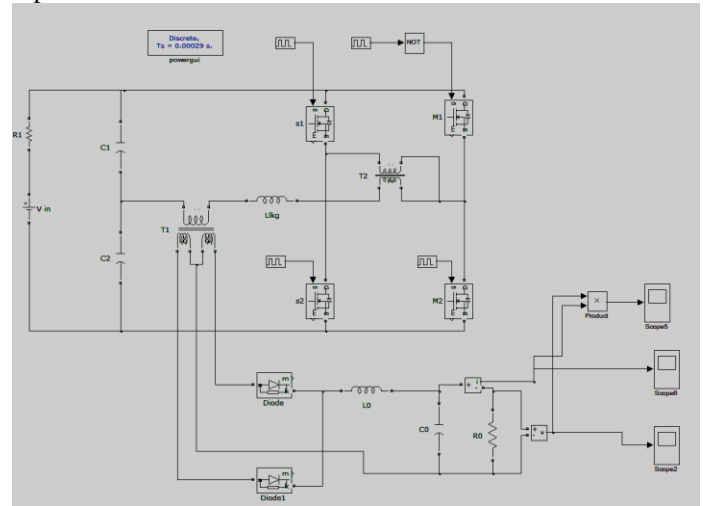 Discrete,
Ts = 0.00029 s.
powergui
NOT
s1
M1
R1
C1
T2
V in
T1
Llkg
C2
s2
M2
Product
Scope5
m
Diode
L0
i
C0
R0
v
Scope6
Scope2
m
Diode1